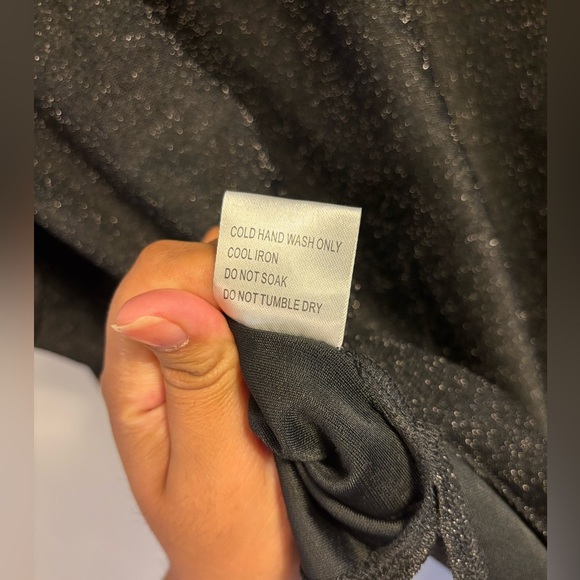 COLD HAND WASH ONLY
COOL IRON
DO NOT SOAK
DO NOT TUMBLE DRY